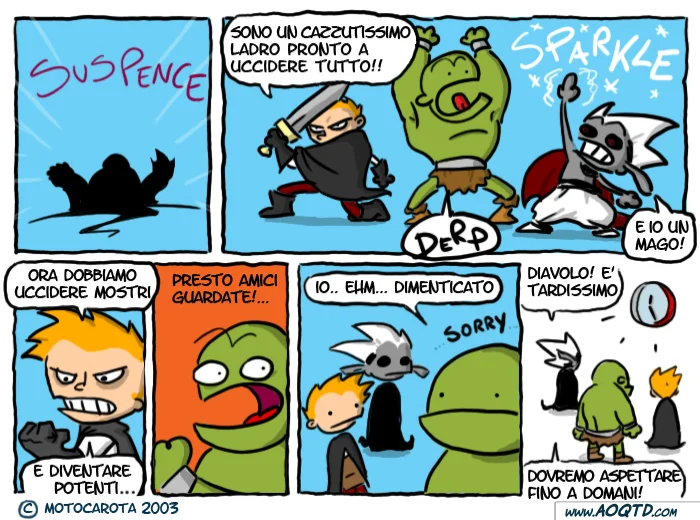 SUSPENCE
SONO UN CAZZUTISSIMO
LADRO PRONTO A
UCCIDERE TUTTO!!
DERP
SPARKLE
E IO UN
MAGO!
ORA DOBBIAMO
UCCIDERE MOSTRI
E DIVENTARE
POTENTI...
PRESTO AMICI
GUARDATE!...
IO.. EHM... DIMENTICATO
SORRY...
DIAVOLO! E'
TARDISSIMO
DOVREMO ASPETTARE
FINO A DOMANI!
© MOTOCAROTA 2003
WWW.AOQTD.COM